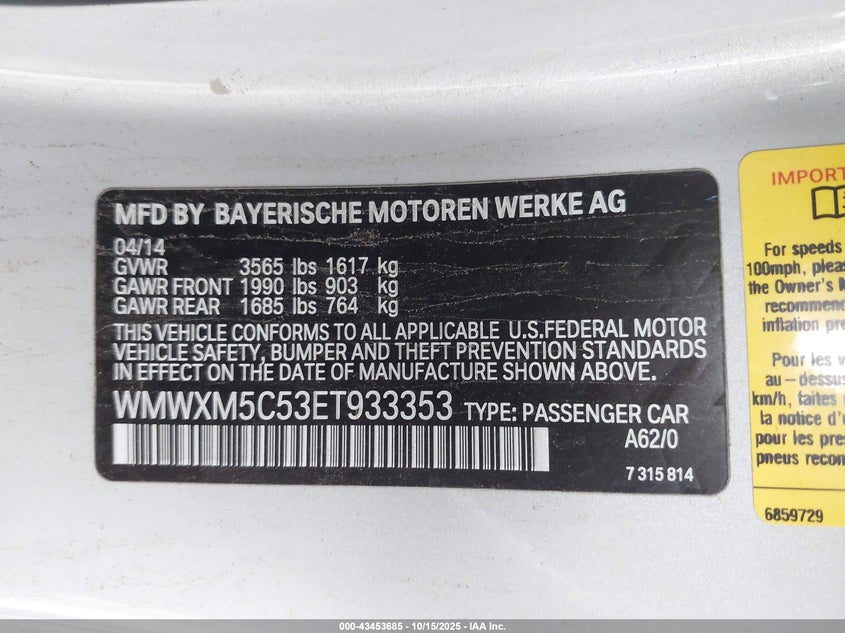 MFD BY BAYERISCHE MOTOREN WERKE AG
04/14
GVWR 3565 lbs 1617 kg
GAWR FRONT 1990 lbs 903 kg
GAWR REAR 1685 lbs 764 kg
THIS VEHICLE CONFORMS TO ALL APPLICABLE U.S.FEDERAL MOTOR
VEHICLE SAFETY, BUMPER AND THEFT PREVENTION STANDARDS
IN EFFECT ON THE DATE OF MANUFACTURE SHOWN ABOVE.
WMWXM5C53ET933353 TYPE: PASSENGER CAR
A62/0
7 315 814
IMPORT
For speeds
100mph, pleas
the Owner's
recommen
inflation pre
Pour les v
au-dessus
km/h, faites
la notice d'
pour les pres
pneus recom
6859729
000-43453685 - 10/15/2025 - IAA Inc.